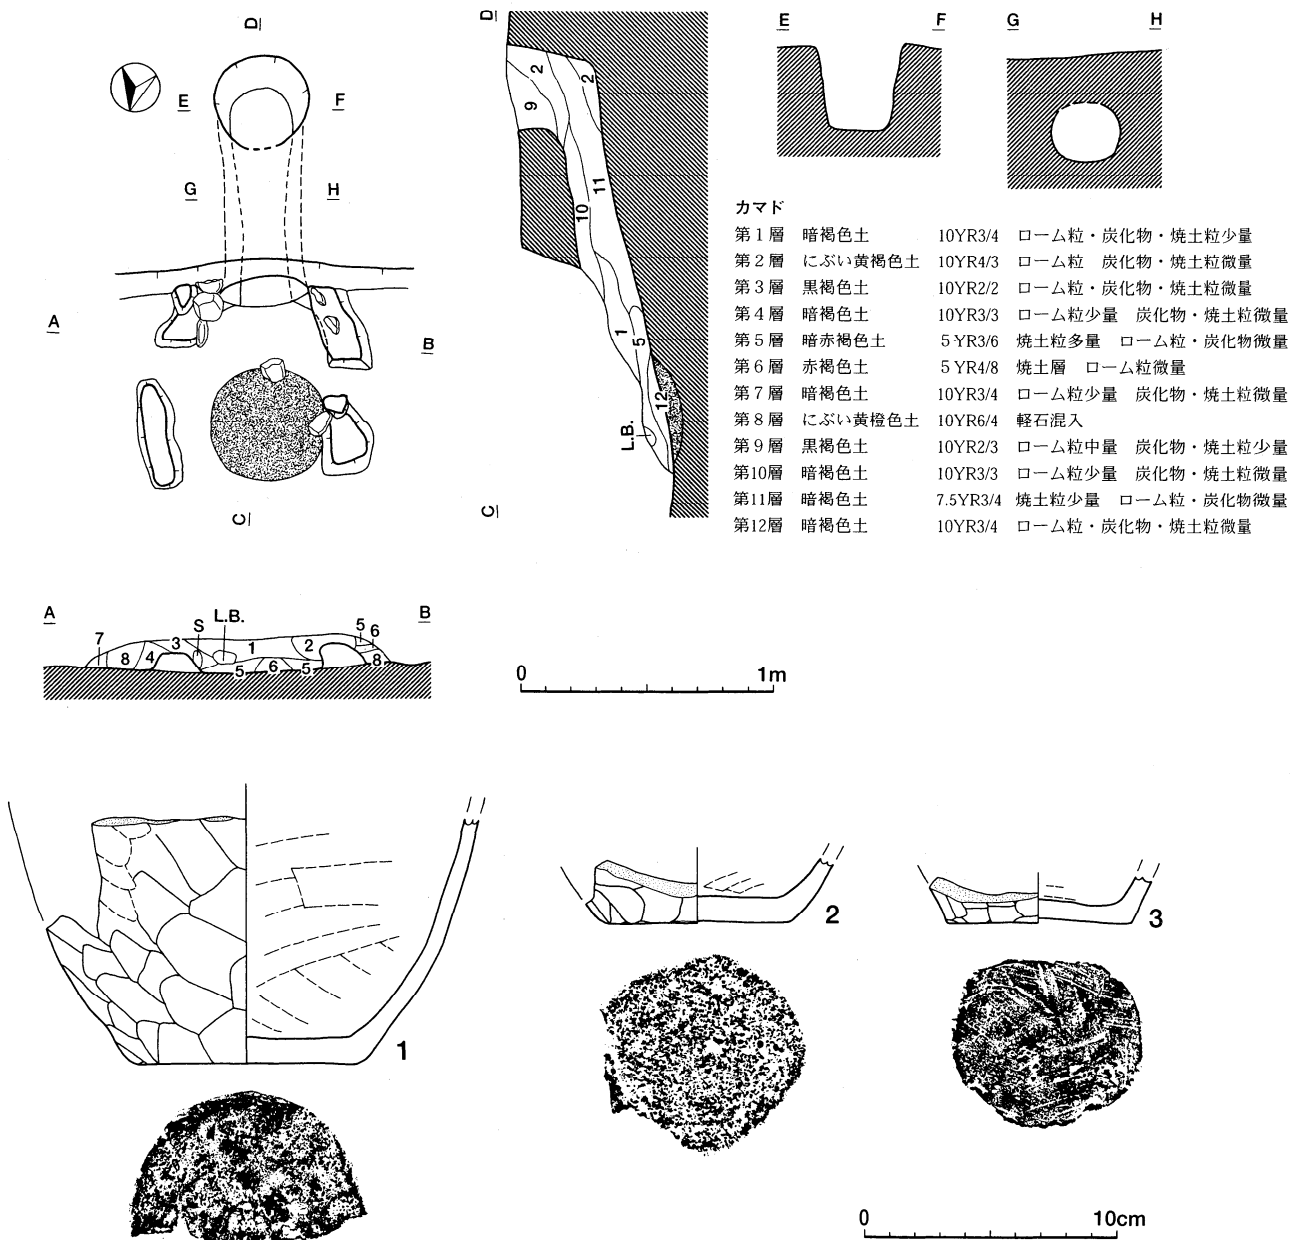 D
E F
G H
A
B
C
D
2 2
9
11
10
1
5
12
L.B.
C
E F
G H
カマド
第1層 暗褐色土 10YR3/4 ローム粒・炭化物・焼土粒少量
第2層 にぶい黄褐色土 10YR4/3 ローム粒 炭化物・焼土粒微量
第3層 黒褐色土 10YR2/2 ローム粒・炭化物・焼土粒微量
第4層 暗褐色土 10YR3/3 ローム粒少量 炭化物・焼土粒微量
第5層 暗赤褐色土 5YR3/6 焼土粒多量 ローム粒・炭化物微量
第6層 赤褐色土 5YR4/8 焼土層 ローム粒微量
第7層 暗褐色土 10YR3/4 ローム粒少量 炭化物・焼土粒微量
第8層 にぶい黄橙色土 10YR6/4 軽石混入
第9層 黒褐色土 10YR2/3 ローム粒中量 炭化物・焼土粒少量
第10層 暗褐色土 10YR3/3 ローム粒少量 炭化物・焼土粒微量
第11層 暗褐色土 7.5YR3/4 焼土粒少量 ローム粒・炭化物微量
第12層 暗褐色土 10YR3/4 ローム粒・炭化物・焼土粒微量
A B
7 8 4 3 S L.B. 1 2 5 6
5 6 5 8
0 1m
1
2
3
0 10cm